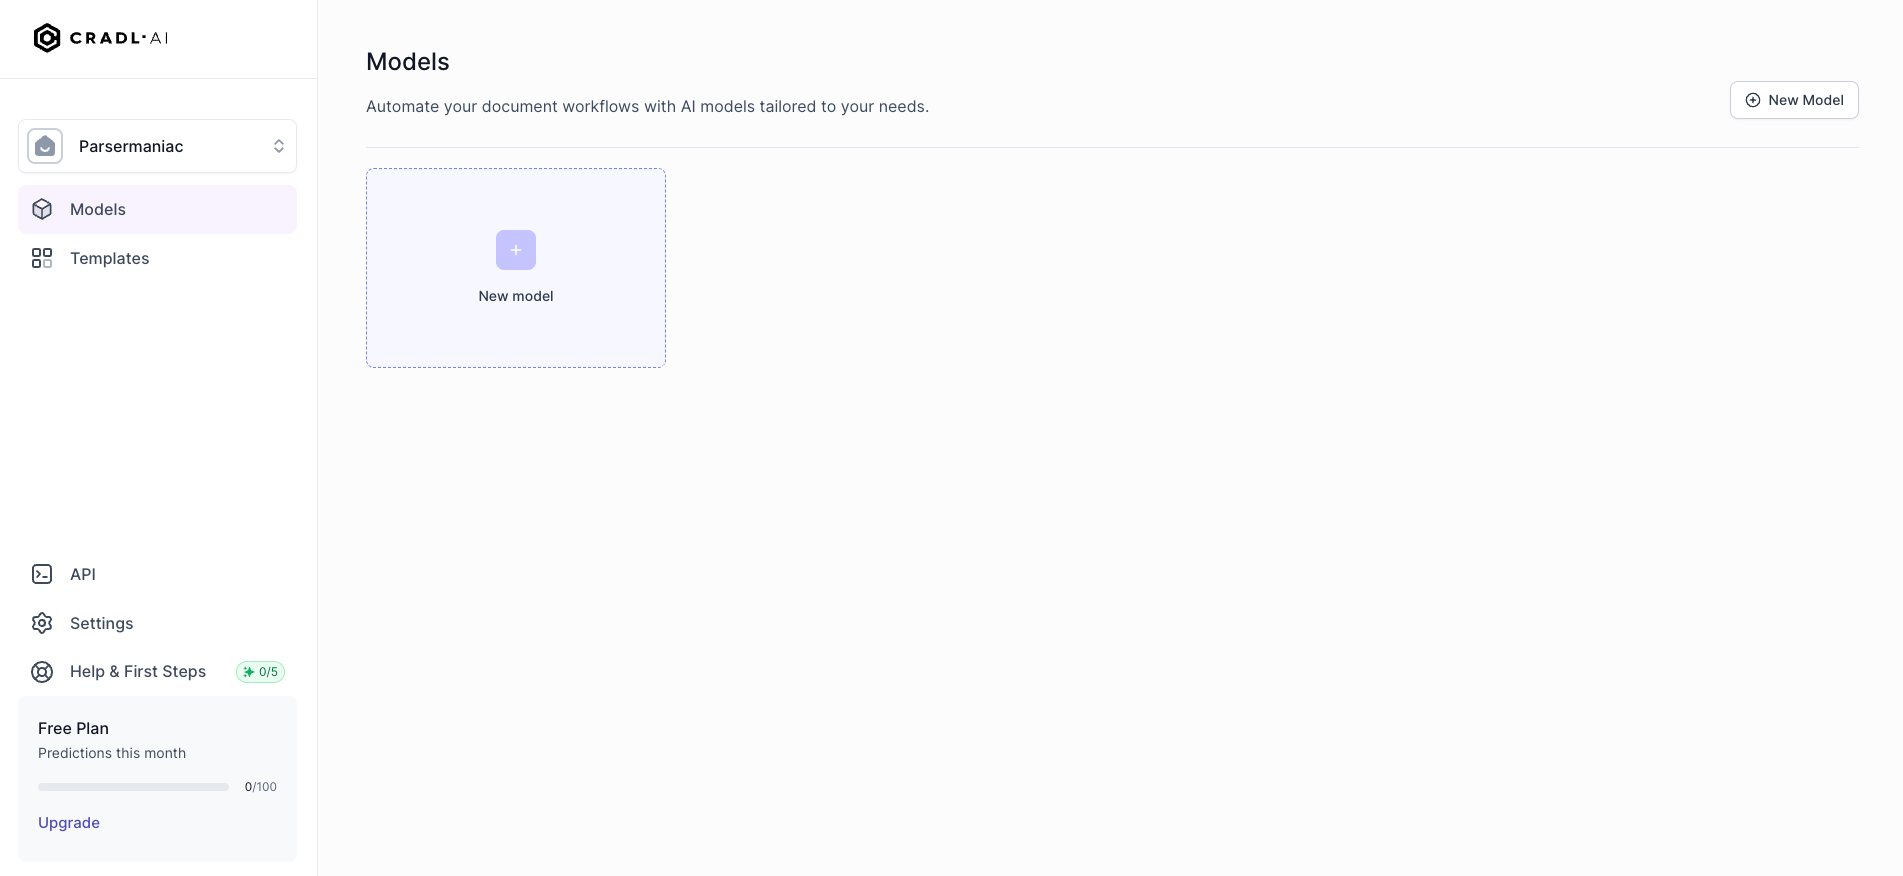 CRADL·AI
Parsermaniac
Models
Templates
API
Settings
Help & First Steps 0/5
Free Plan
Predictions this month
0/100
Upgrade
Models
Automate your document workflows with AI models tailored to your needs.
New Model
New model